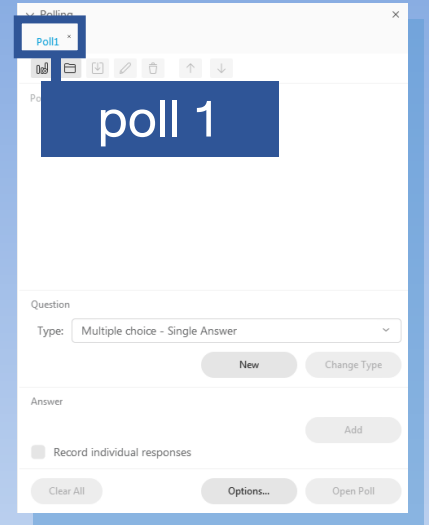 Polling
Poll1
poll 1
Question
Type: Multiple choice - Single Answer
New Change Type
Answer
Add
Record individual responses
Clear All Options... Open Poll